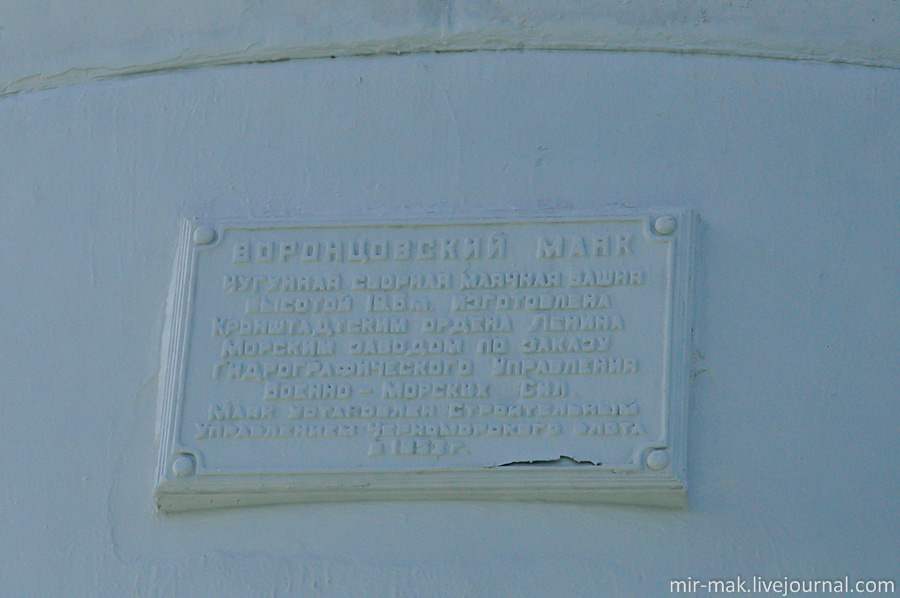 ВОРОНЦОВСКИЙ МАЯК
ЧУГУННАЯ СБОРНАЯ МАЯЧНАЯ БАШНЯ
ВЫСОТОЙ М. ИЗГОТОВЛЕНА
КРОНШТАДТСКИМ ОРДЕНА ЛЕНИНА
МОРСКИМ ЗАВОДОМ ПО ЗАКАЗУ
ГИДРОГРАФИЧЕСКОГО УПРАВЛЕНИЯ
ВОЕННО - МОРСКИХ СИЛ.
МАЯК УСТАНОВЛЕН СТРОИТЕЛЬНЫМ
УПРАВЛЕНИЕМ ЧЕРНОМОРСКОГО ФЛОТА
В Г.
mir-mak.livejournal.com